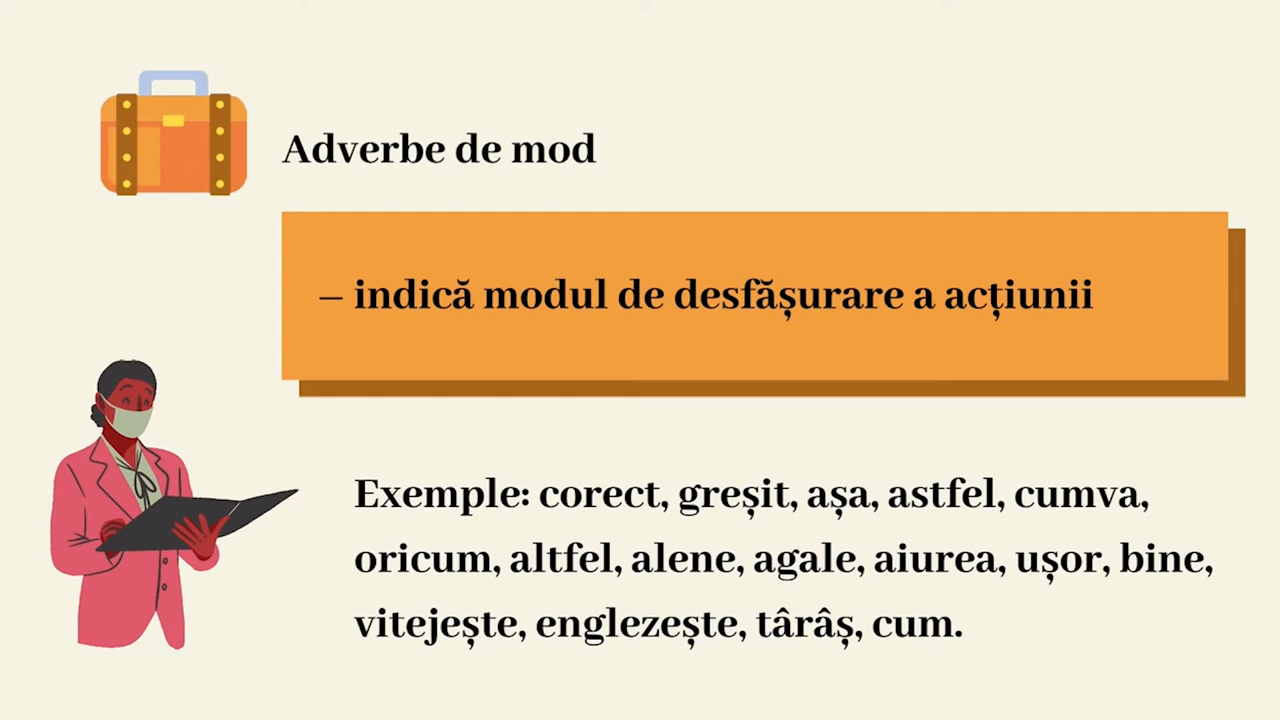 Adverbe de mod
– indică modul de desfășurare a acțiunii
Exemple: corect, greșit, așa, astfel, cumva,
oricum, altfel, alene, agale, aiurea, ușor, bine,
vitejește, englezește, târâș, cum.